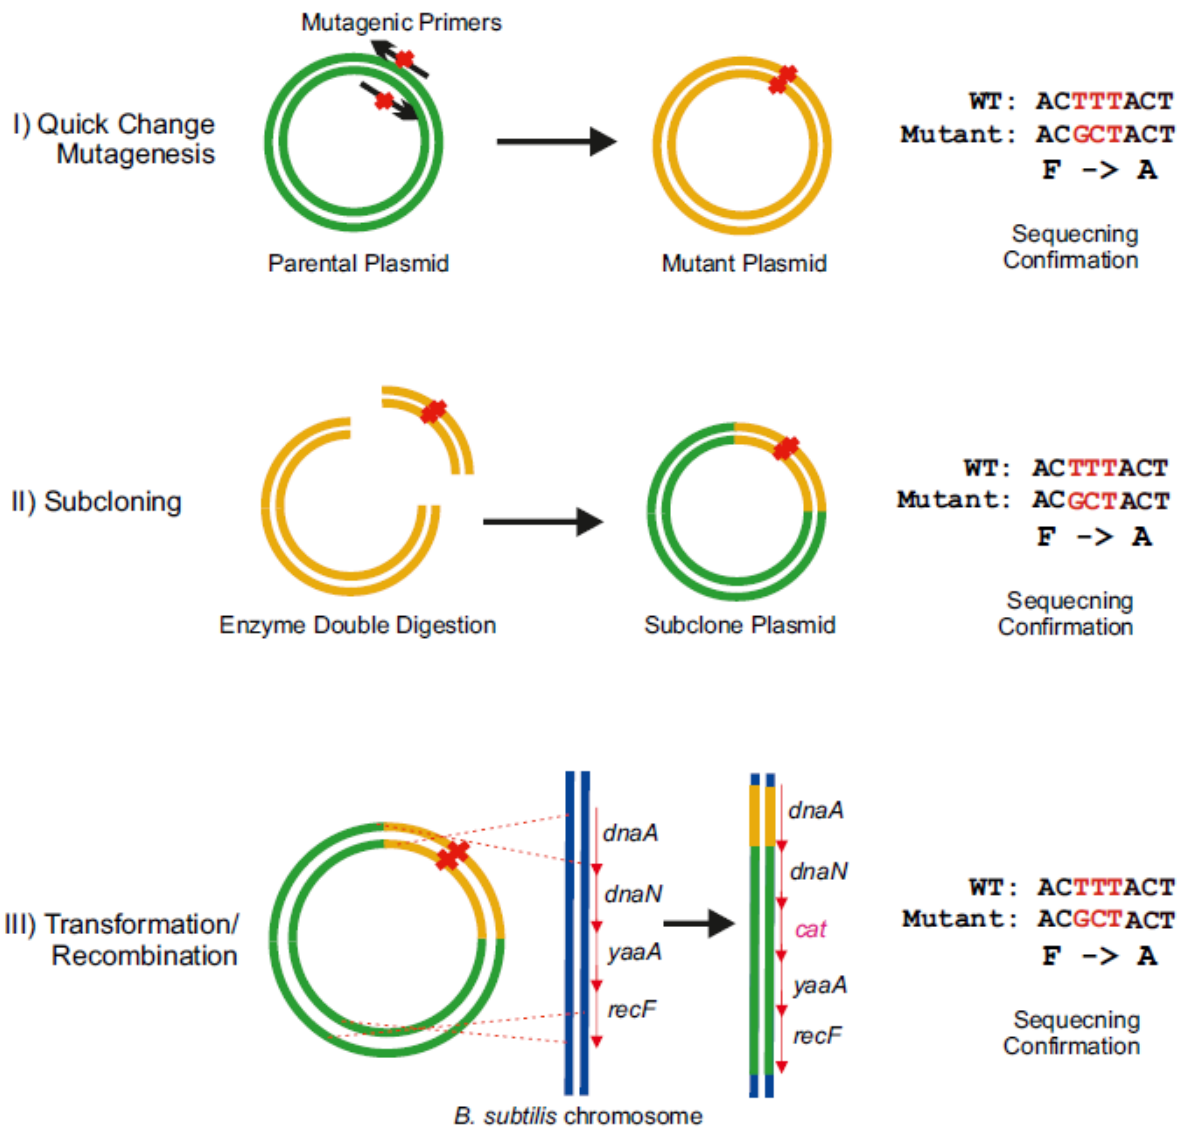 Mutagenic Primers
I) Quick Change
Mutagenesis
WT: ACTTTACT
Mutant: ACGCTACT
F -> A
Sequecning
Confirmation
Parental Plasmid
Mutant Plasmid
II) Subcloning
WT: ACTTTACT
Mutant: ACGCTACT
F -> A
Sequecning
Confirmation
Enzyme Double Digestion
Subclone Plasmid
III) Transformation/
Recombination
dnaA
dnaN
yaaA
recF
dnaA
dnaN
cat
yaaA
recF
WT: ACTTTACT
Mutant: ACGCTACT
F -> A
Sequecning
Confirmation
B. subtilis chromosome